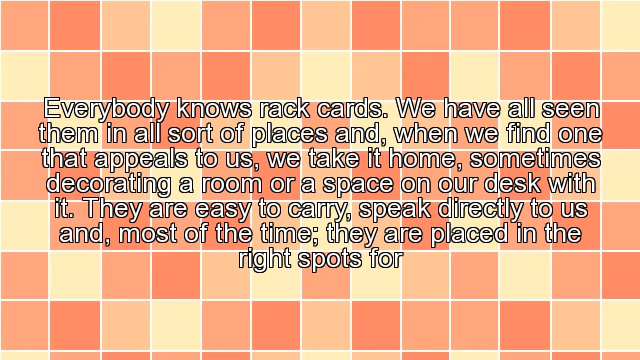 Everybody knows rack cards. We have all seen
them in all sort of places and, when we find one
that appeals to us, we take it home, sometimes
decorating a room or a space on our desk with
it. They are easy to carry, speak directly to us
and, most of the time; they are placed in the
right spots for